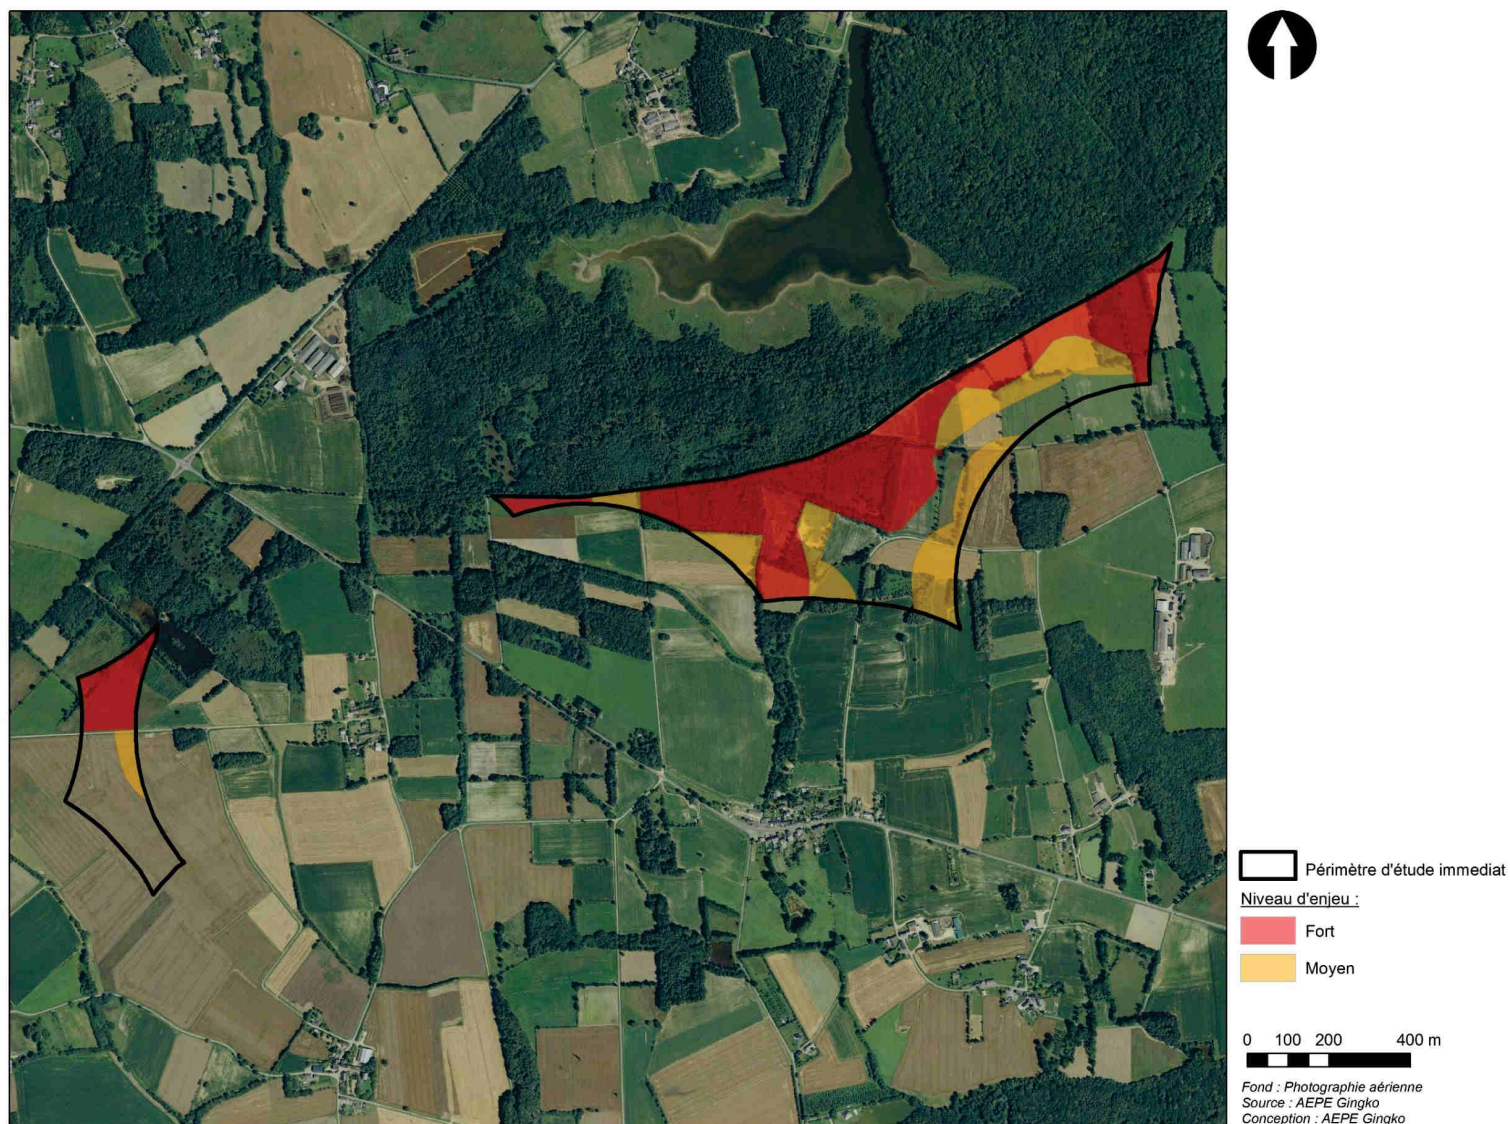 Périmètre d'étude immediat
Niveau d'enjeu :
Fort
Moyen
0 100 200 400 m
Fond : Photographie aérienne
Source : AEPE Gingko
Conception : AEPE Gingko